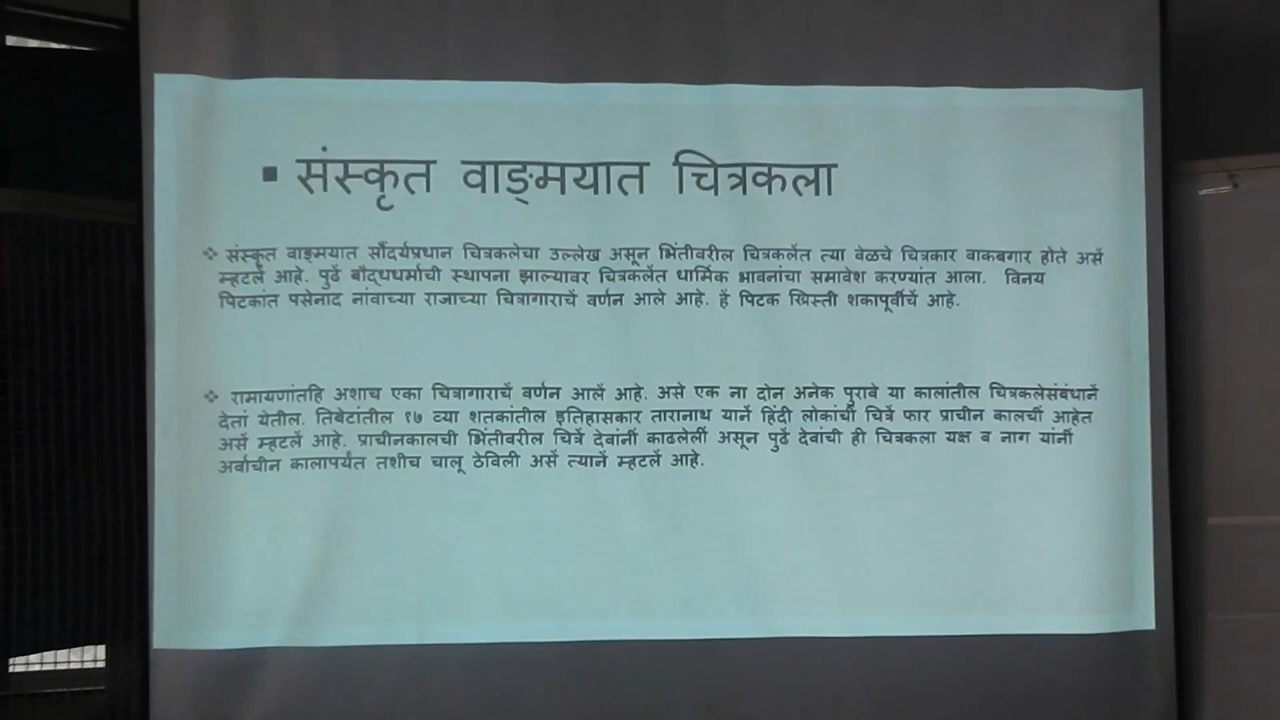 ▪ संस्कृत वाङ्मयात चित्रकला
❖ संस्कृत वाङ्मयात सौंदर्यप्रधान चित्रकलेचा उल्लेख असून भिंतीवरील चित्रकलेंत त्या वेळचे चित्रकार वाकबगार होते असें
म्हटलें आहे. पुढें बौद्धधर्माची स्थापना झाल्यावर चित्रकलेंत धार्मिक भावनांचा समावेश करण्यांत आला. विनय
पिटकांत पसेनाद नांवाच्या राजाच्या चित्रागाराचें वर्णन आले आहे. हें पिटक ख्रिस्ती शकापूर्वीचें आहे.
❖ रामायणांतहि अशाच एका चित्रागाराचें वर्णन आलें आहे. असे एक ना दोन अनेक पुरावे या कालांतील चित्रकलेसंबंधानें
देतां येतील. तिबेटांतील १७ व्या शतकांतील इतिहासकार तारानाथ यानें हिंदी लोकांचीं चित्रें फार प्राचीन कालचीं आहेत
असें म्हटलें आहे. प्राचीनकालची भिंतीवरील चित्रें देवांनीं काढलेलीं असून पुढें देवांची ही चित्रकला यक्ष व नाग यांनीं
अर्वाचीन कालापर्यंत तशीच चालू ठेविली असें त्यानें म्हटलें आहे.